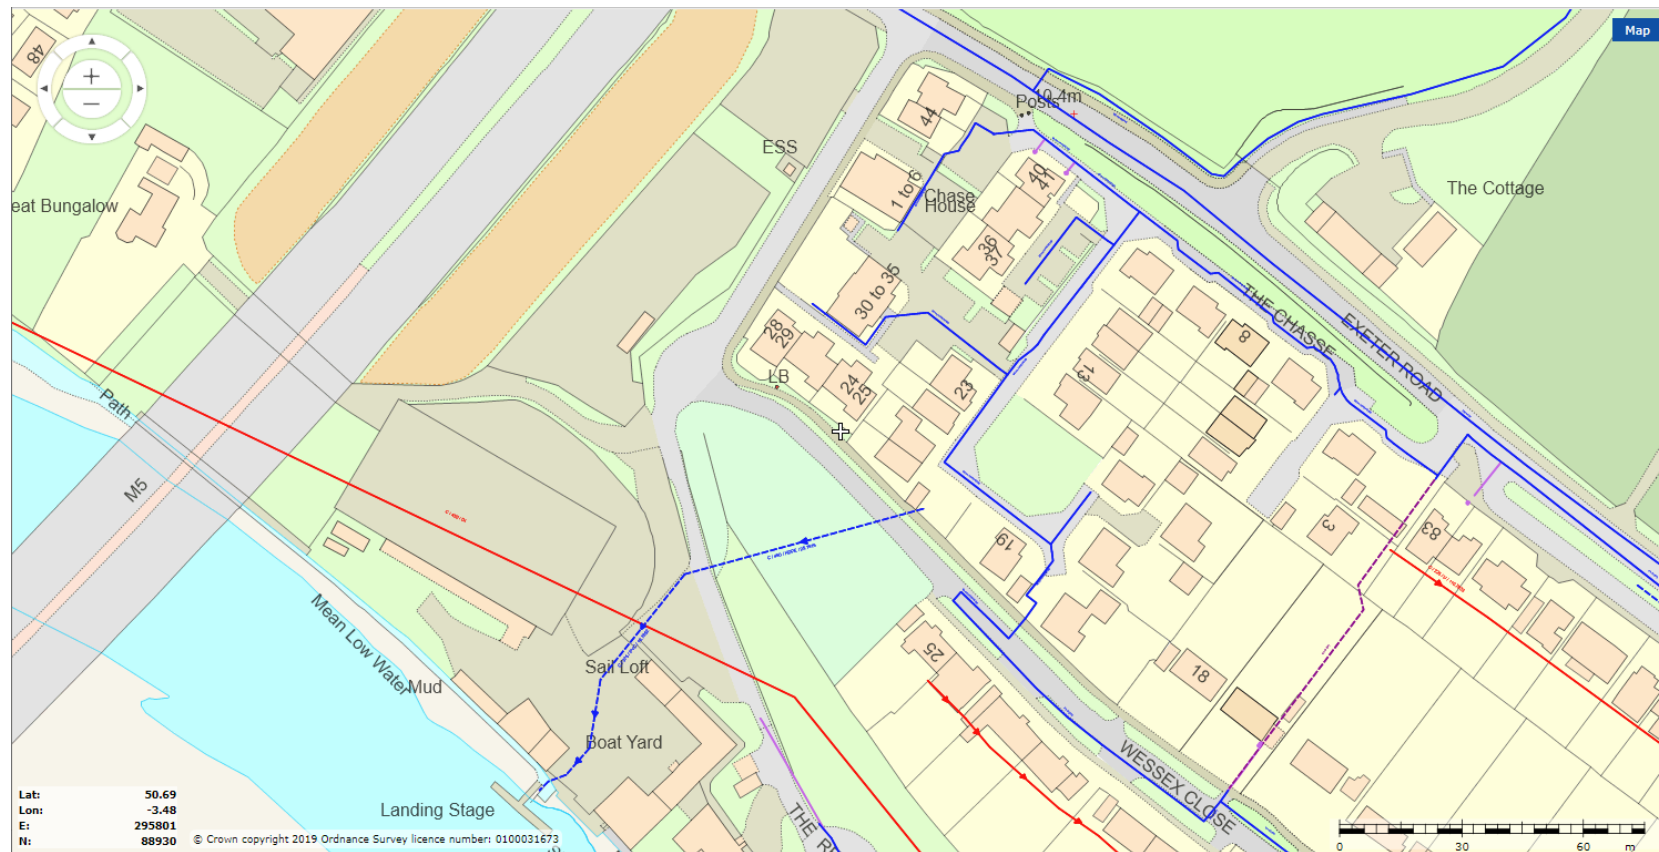 Map
48
ESS
44
Posts
10.4m
40
41
1 to 6
Chase
House
The Cottage
eat Bungalow
36
37
30 to 35
28
29
24
25
LB
23
13
8
THE CHASSE
EXETER ROAD
Path
M5
19
3
83
25
18
Mean Low Water
Mud
Sail Loft
Boat Yard
Landing Stage
WESSEX CLOSE
THE RE
Lat: 50.69
Lon: -3.48
E: 295801
N: 88930
© Crown copyright 2019 Ordnance Survey licence number: 0100031673
0 30 60 m